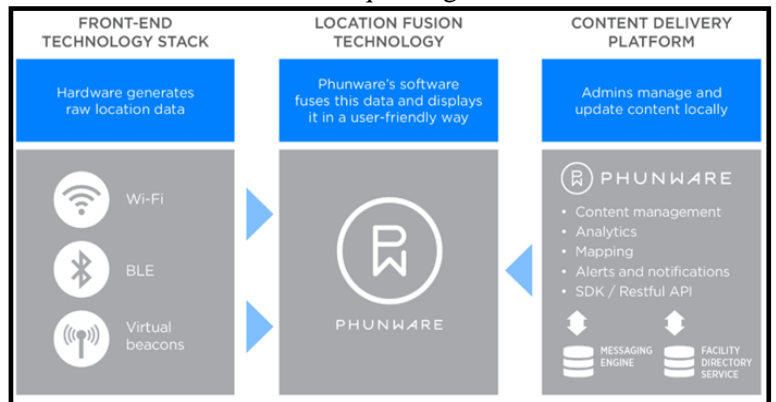 FRONT-END
TECHNOLOGY STACK
Hardware generates
raw location data
Wi-Fi
BLE
Virtual
beacons
LOCATION FUSION
TECHNOLOGY
Phunware's software
fuses this data and displays
it in a user-friendly way
PHUNWARE
CONTENT DELIVERY
PLATFORM
Admins manage and
update content locally
PHUNWARE
• Content management
• Analytics
• Mapping
• Alerts and notifications
• SDK / Restful API
MESSAGING
ENGINE
FACILITY
DIRECTORY
SERVICE